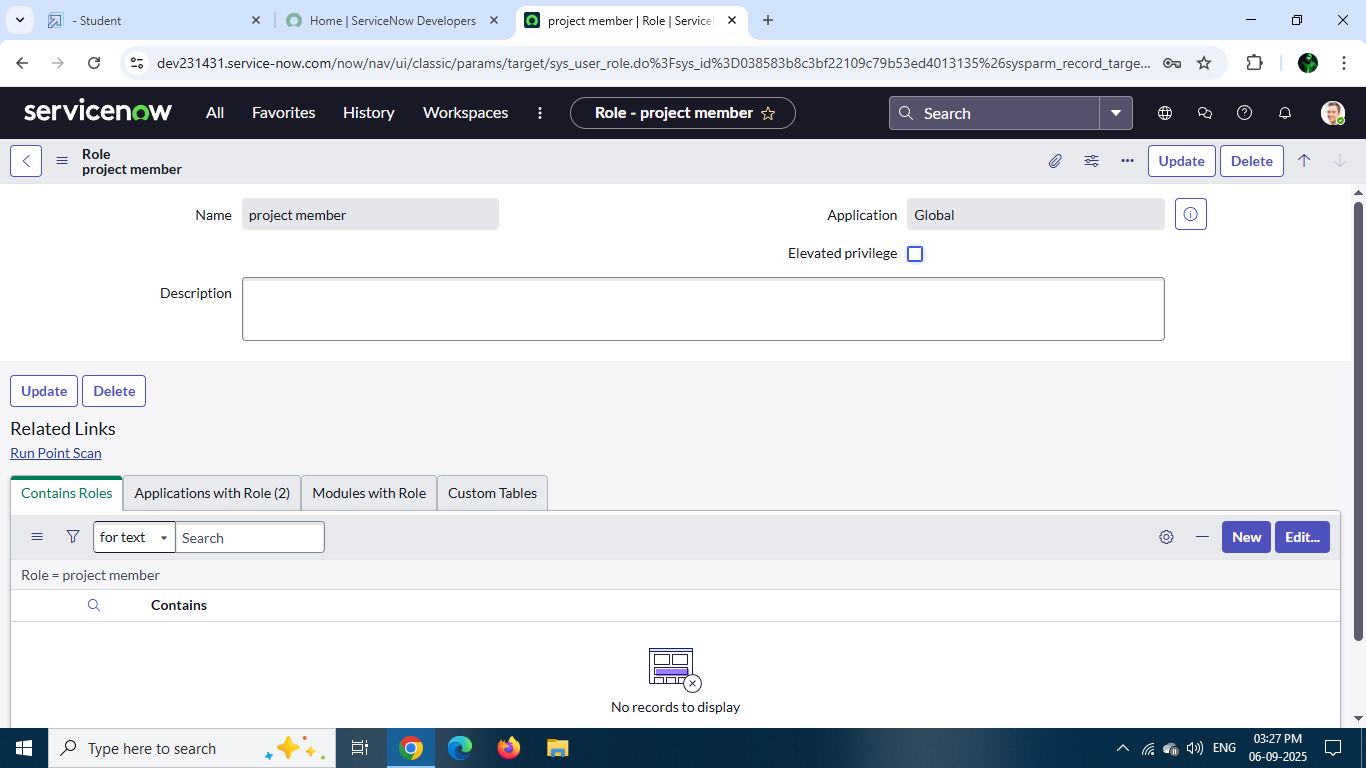 - Student
Home | ServiceNow Developers
project member | Role | Service
dev231431.service-now.com/now/nav/ui/classic/params/target/sys_user_role.do%3Fsys_id%3D038583b8c3bf22109c79b53ed4013135%26sysparm_record_targe...
servicenow All Favorites History Workspaces Role - project member Search
Role
project member
Update Delete
Name project member Application Global
Elevated privilege
Description
Update Delete
Related Links
Run Point Scan
Contains Roles Applications with Role (2) Modules with Role Custom Tables
for text Search New Edit...
Role = project member
Contains
No records to display
Type here to search
ENG
03:27 PM
06-09-2025